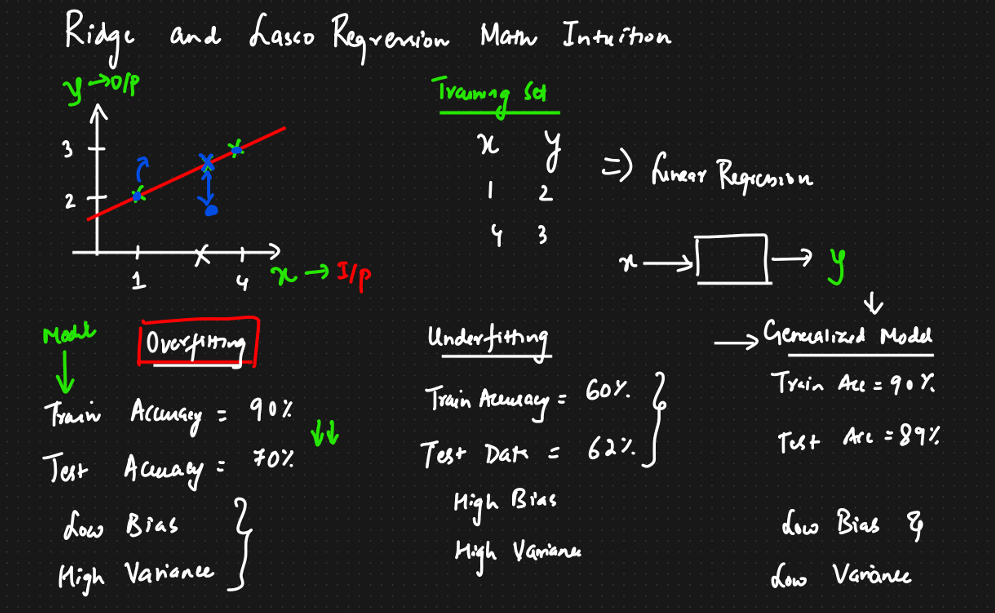 Ridge and Lasso Regression Math Intuition
y → O/P
3
2
1
4
x → I/p
Training Set
x y
1 2
4 3
=> Linear Regression
x → → y
Model
Overfitting
Train Accuracy = 90%
Test Accuracy = 70%
Low Bias
High Variance
Underfitting
Train Accuracy = 60%
Test Data = 62%
High Bias
High Variance
→ Generalized Model
Train Acc = 90%
Test Acc = 89%
Low Bias &
Low Variance